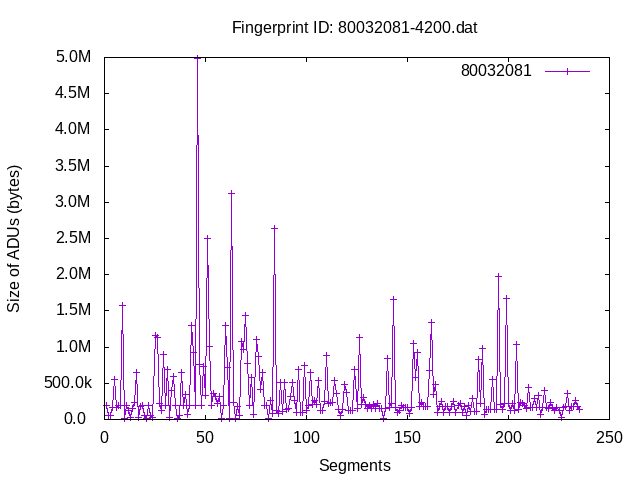 Fingerprint ID: 80032081-4200.dat
80032081
Size of ADUs (bytes)
5.0M
4.5M
4.0M
3.5M
3.0M
2.5M
2.0M
1.5M
1.0M
500.0k
0.0
0 50 100 150 200 250
Segments